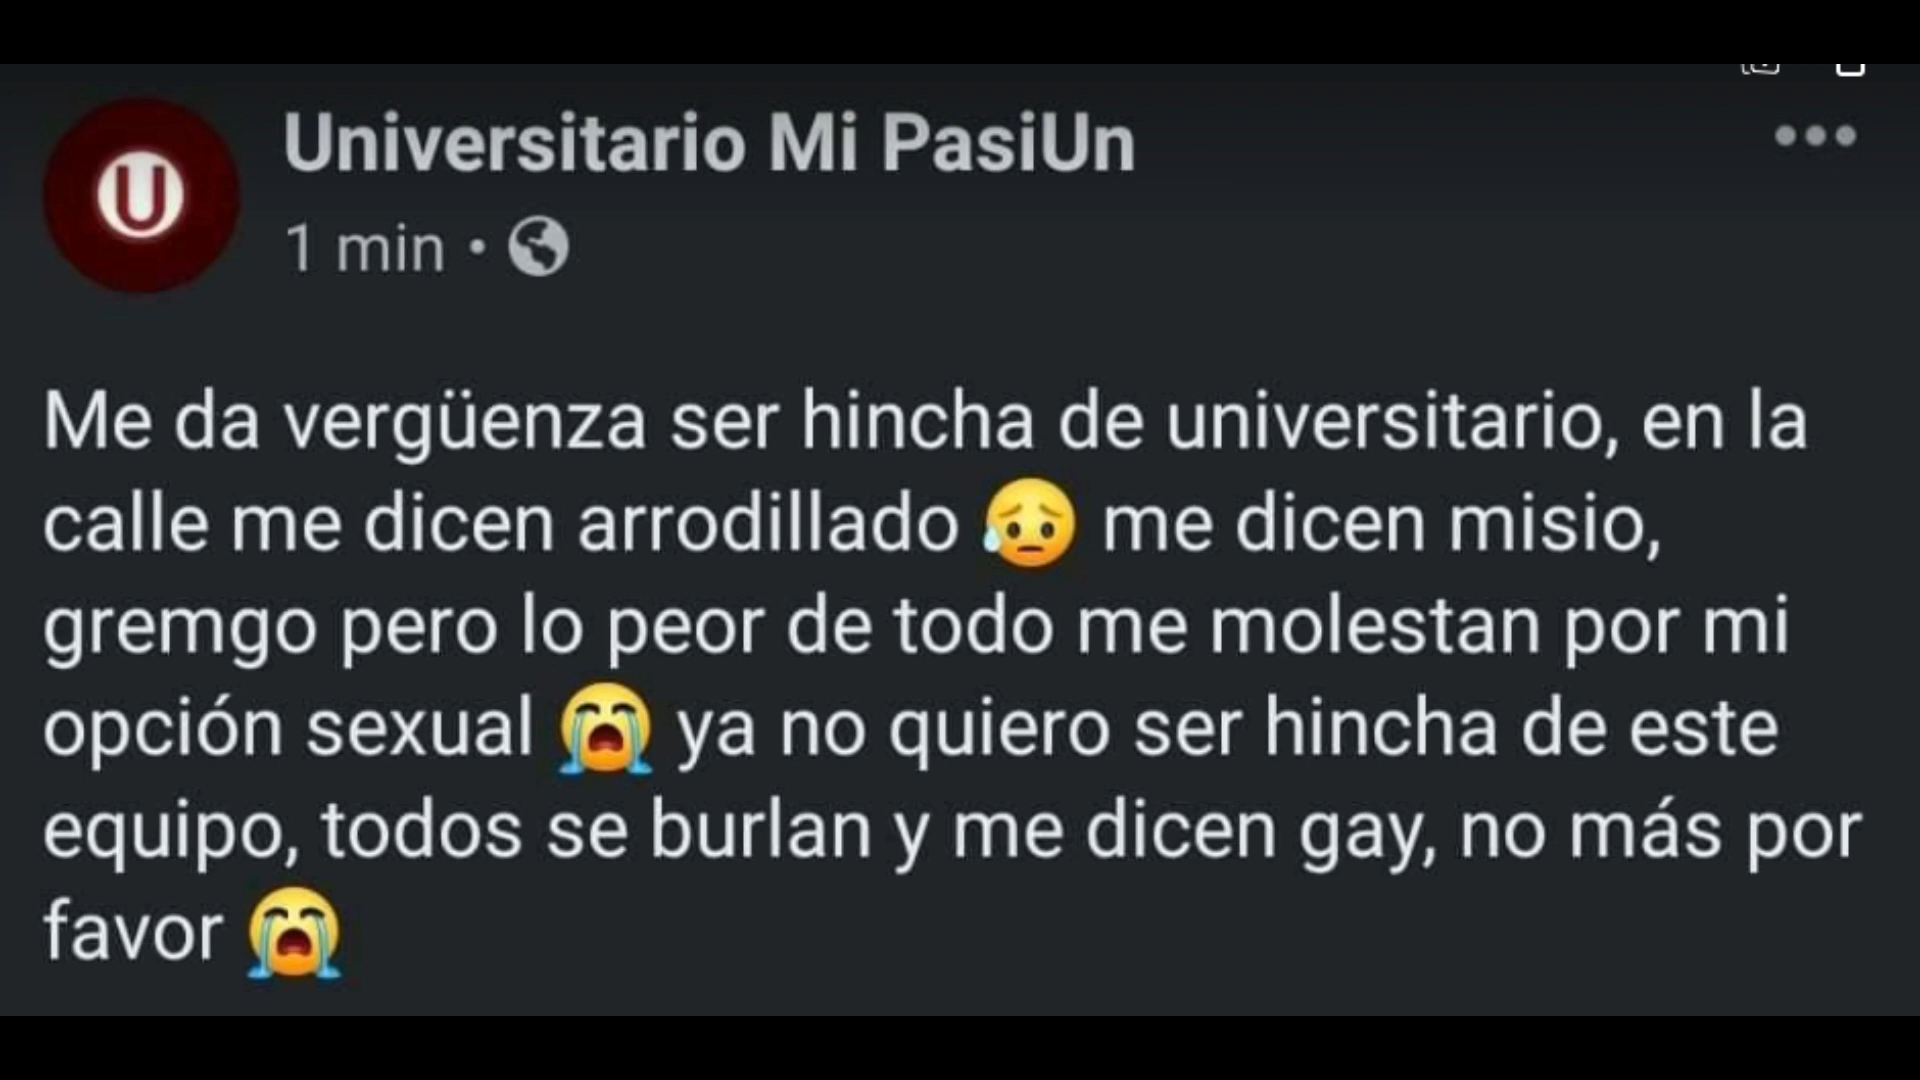 U
Universitario Mi PasiUn
1 min •
Me da vergüenza ser hincha de universitario, en la
calle me dicen arrodillado 😥 me dicen misio,
gremgo pero lo peor de todo me molestan por mi
opción sexual 😭 ya no quiero ser hincha de este
equipo, todos se burlan y me dicen gay, no más por
favor 😭